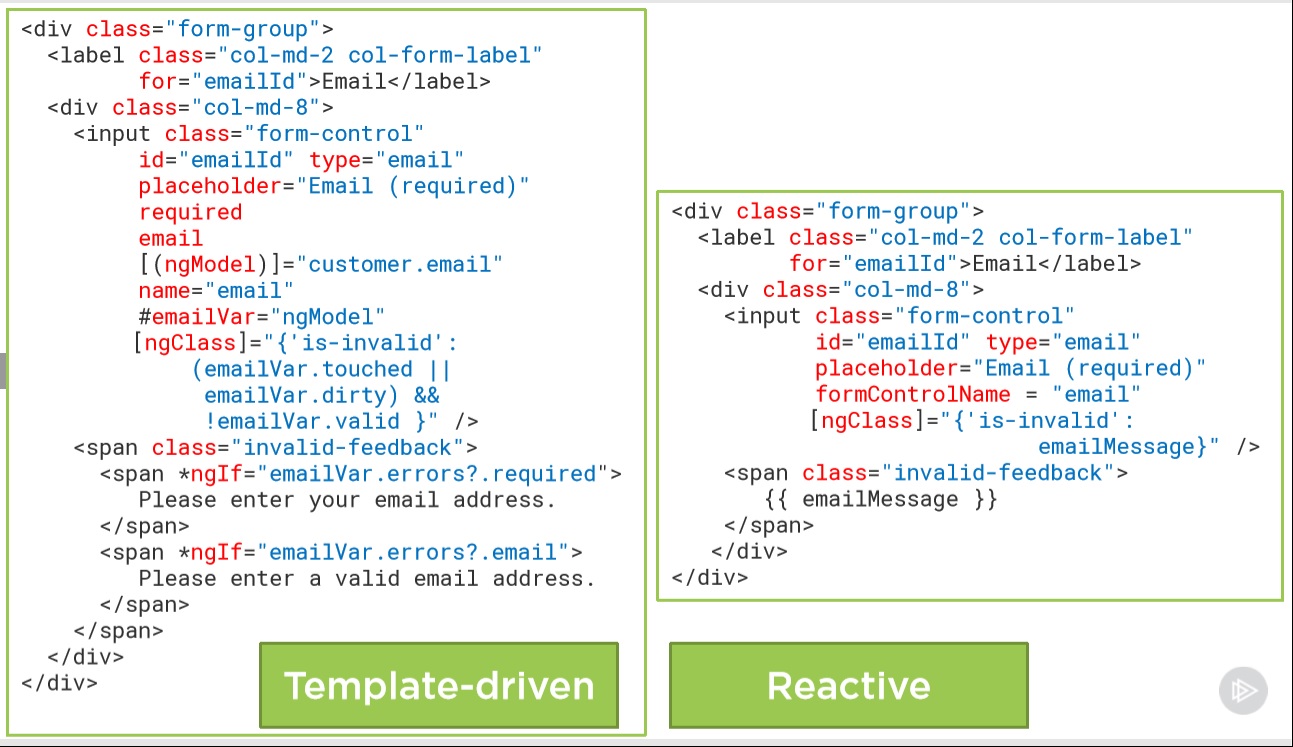 <div class="form-group">
  <label class="col-md-2 col-form-label"
         for="emailId">Email</label>
  <div class="col-md-8">
    <input class="form-control"
         id="emailId" type="email"
         placeholder="Email (required)"
         required
         email
         [(ngModel)]="customer.email"
         name="email"
         #emailVar="ngModel"
         [ngClass]="{'is-invalid':
             (emailVar.touched ||
              emailVar.dirty) &&
              !emailVar.valid }" />
    <span class="invalid-feedback">
      <span *ngIf="emailVar.errors?.required">
         Please enter your email address.
      </span>
      <span *ngIf="emailVar.errors?.email">
         Please enter a valid email address.
      </span>
    </span>
  </div>
</div>
Template-driven
<div class="form-group">
  <label class="col-md-2 col-form-label"
         for="emailId">Email</label>
  <div class="col-md-8">
    <input class="form-control"
           id="emailId" type="email"
           placeholder="Email (required)"
           formControlName = "email"
           [ngClass]="{'is-invalid':
                            emailMessage}" />
    <span class="invalid-feedback">
       {{ emailMessage }}
    </span>
   </div>
</div>
Reactive